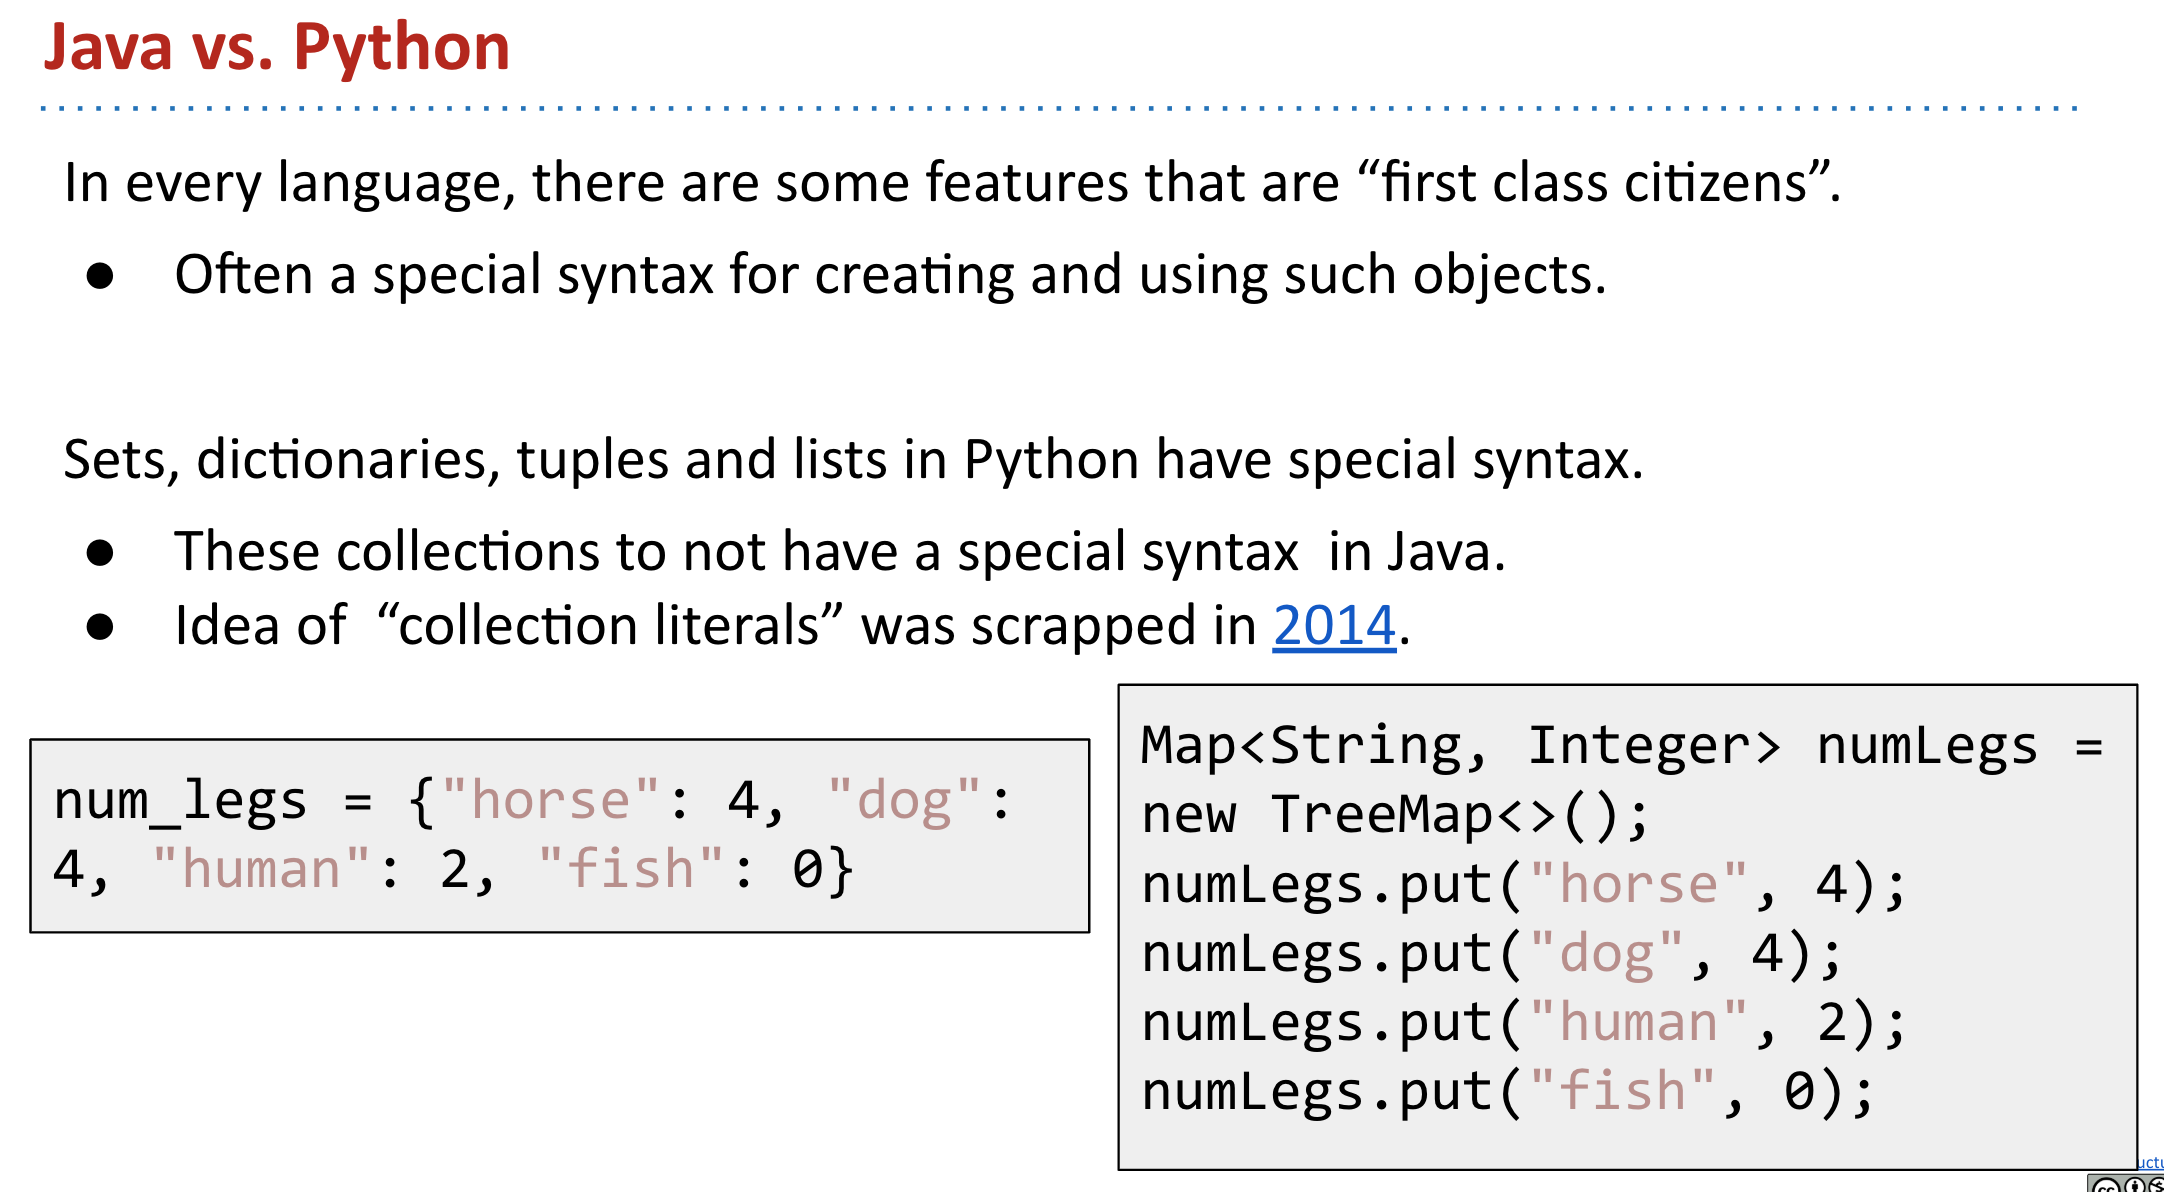 Java vs. Python
In every language, there are some features that are “first class citizens”.
● Often a special syntax for creating and using such objects.
Sets, dictionaries, tuples and lists in Python have special syntax.
● These collections to not have a special syntax  in Java.
● Idea of  “collection literals” was scrapped in 2014.
num_legs = {"horse": 4, "dog":
4, "human": 2, "fish": 0}
Map<String, Integer> numLegs =
new TreeMap<>();
numLegs.put("horse", 4);
numLegs.put("dog", 4);
numLegs.put("human", 2);
numLegs.put("fish", 0);